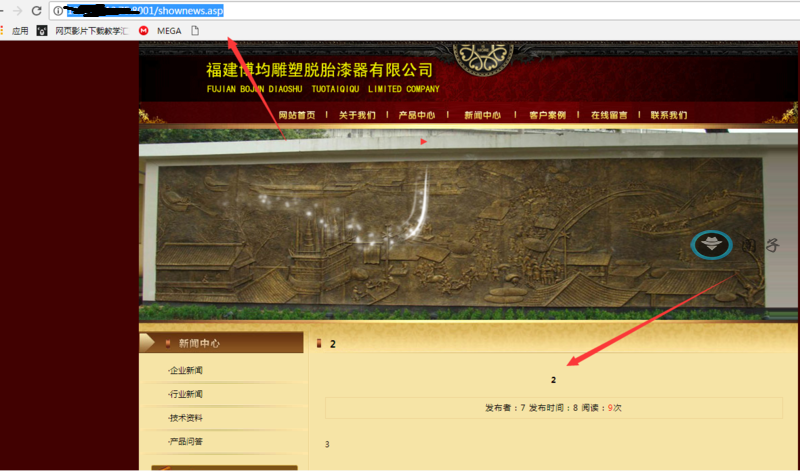 8001/shownews.asp
应用 网页影片下载教学汇 MEGA
福建博均雕塑脱胎漆器有限公司
FUJIAN BOJUN DIAOSHU TUOTAIQIQU LIMITED COMPANY
网站首页 | 关于我们 | 产品中心 | 新闻中心 | 客户案例 | 在线留言 | 联系我们
新闻中心
2
·企业新闻
2
·行业新闻
发布者：7 发布时间：8 阅读：9次
·技术资料
·产品问答
3